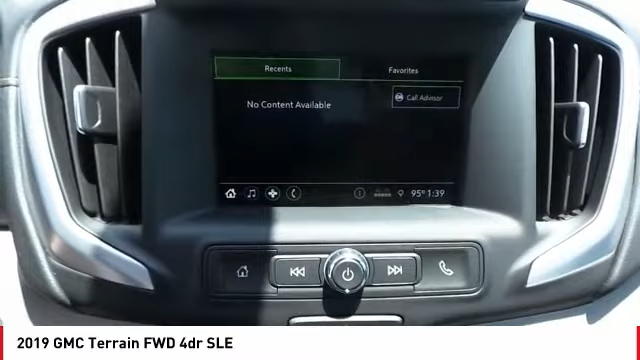 Recents
Favorites
No Content Available
Call Advisor
95° 1:39
2019 GMC Terrain FWD 4dr SLE